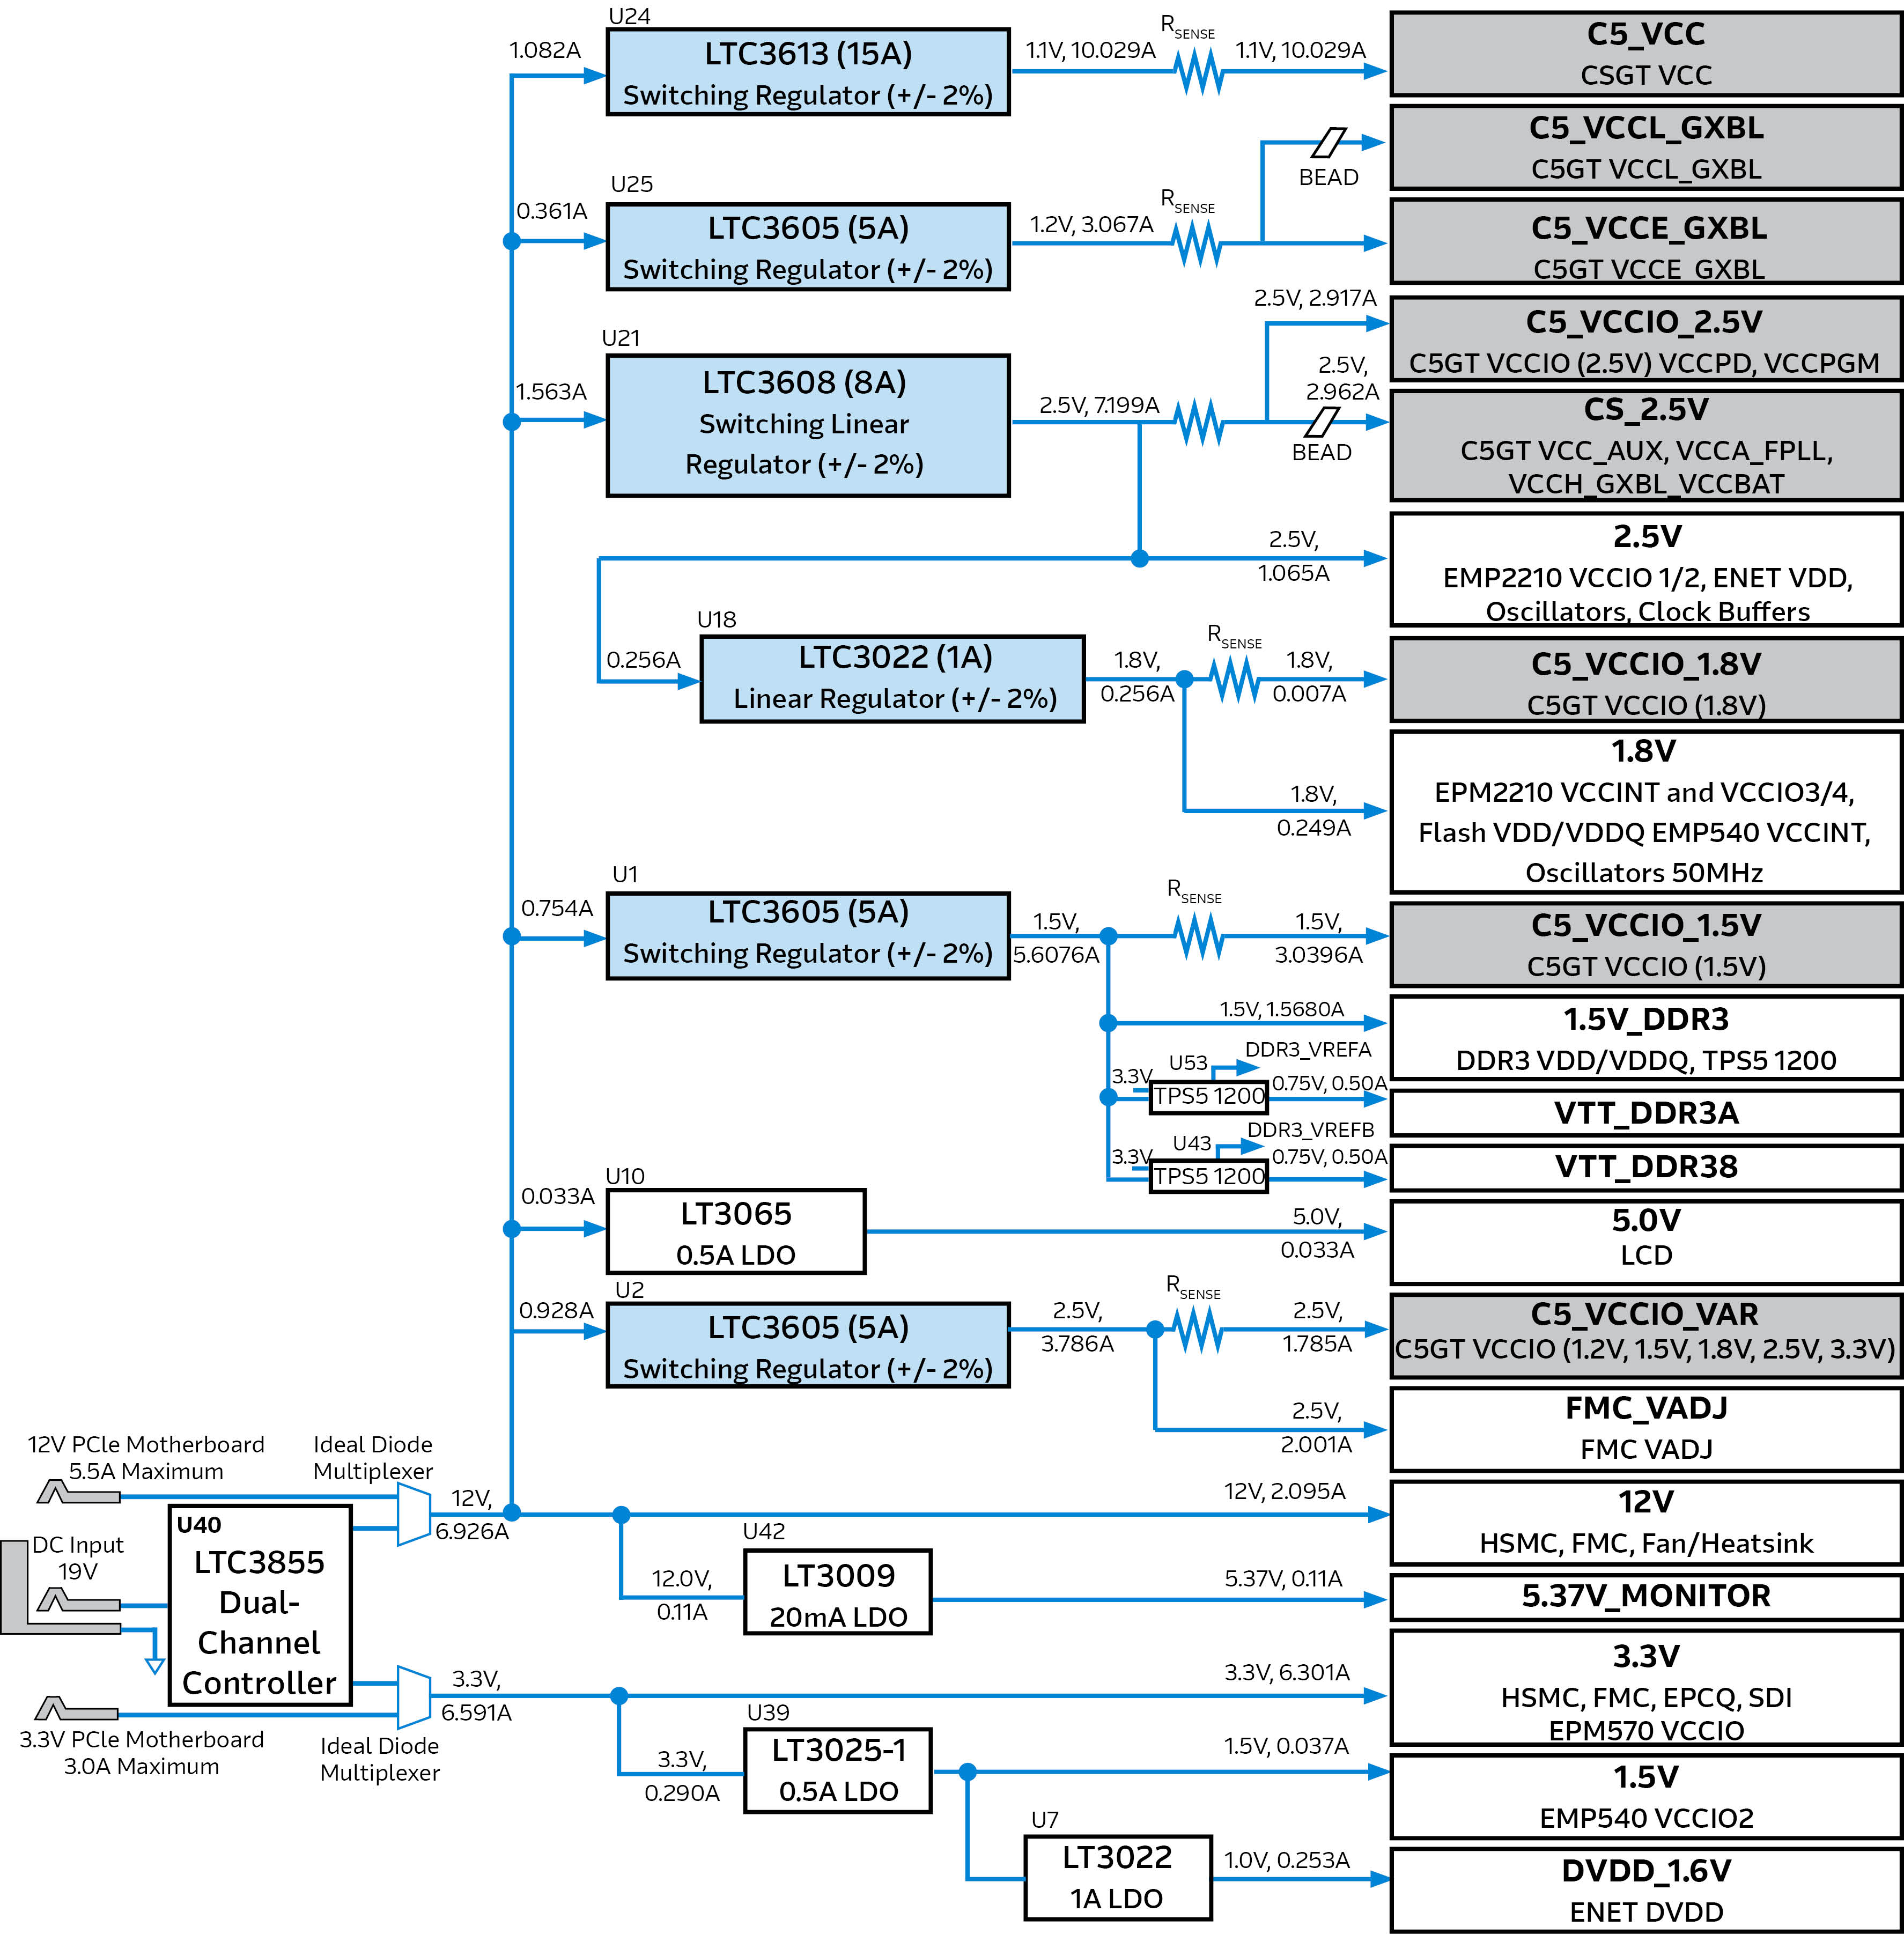 U24
1.082A
LTC3613 (15A)
Switching Regulator (+/- 2%)
1.1V, 10.029A
RSENSE
1.1V, 10.029A
C5_VCC
CSGT VCC
C5_VCCL_GXBL
C5GT VCCL_GXBL
BEAD
U25
0.361A
LTC3605 (5A)
Switching Regulator (+/- 2%)
1.2V, 3.067A
RSENSE
C5_VCCE_GXBL
C5GT VCCE_GXBL
2.5V, 2.917A
C5_VCCIO_2.5V
C5GT VCCIO (2.5V) VCCPD, VCCPGM
U21
1.563A
LTC3608 (8A)
Switching Linear
Regulator (+/- 2%)
2.5V, 7.199A
2.5V,
2.962A
BEAD
CS_2.5V
C5GT VCC_AUX, VCCA_FPLL,
VCCH_GXBL_VCCBAT
2.5V,
1.065A
2.5V
EMP2210 VCCIO 1/2, ENET VDD,
Oscillators, Clock Buffers
U18
0.256A
LTC3022 (1A)
Linear Regulator (+/- 2%)
1.8V,
0.256A
RSENSE
1.8V,
0.007A
C5_VCCIO_1.8V
C5GT VCCIO (1.8V)
1.8V,
0.249A
1.8V
EPM2210 VCCINT and VCCIO3/4,
Flash VDD/VDDQ EMP540 VCCINT,
Oscillators 50MHz
U1
0.754A
LTC3605 (5A)
Switching Regulator (+/- 2%)
1.5V,
5.6076A
RSENSE
1.5V,
3.0396A
C5_VCCIO_1.5V
C5GT VCCIO (1.5V)
1.5V, 1.5680A
1.5V_DDR3
DDR3 VDD/VDDQ, TPS5 1200
U53
DDR3_VREFA
3.3V
TPS5 1200
0.75V, 0.50A
VTT_DDR3A
U43
DDR3_VREFB
3.3V
TPS5 1200
0.75V, 0.50A
VTT_DDR38
U10
0.033A
LT3065
0.5A LDO
5.0V,
0.033A
5.0V
LCD
U2
0.928A
LTC3605 (5A)
Switching Regulator (+/- 2%)
2.5V,
3.786A
RSENSE
2.5V,
1.785A
C5_VCCIO_VAR
C5GT VCCIO (1.2V, 1.5V, 1.8V, 2.5V, 3.3V)
2.5V,
2.001A
FMC_VADJ
FMC VADJ
12V PCle Motherboard
5.5A Maximum
Ideal Diode
Multiplexer
12V,
6.926A
12V, 2.095A
12V
HSMC, FMC, Fan/Heatsink
DC Input
19V
U40
LTC3855
Dual-
Channel
Controller
U42
12.0V,
0.11A
LT3009
20mA LDO
5.37V, 0.11A
5.37V_MONITOR
3.3V,
6.591A
3.3V, 6.301A
3.3V
HSMC, FMC, EPCQ, SDI
EPM570 VCCIO
3.3V PCle Motherboard
3.0A Maximum
Ideal Diode
Multiplexer
U39
3.3V,
0.290A
LT3025-1
0.5A LDO
1.5V, 0.037A
1.5V
EMP540 VCCIO2
U7
LT3022
1A LDO
1.0V, 0.253A
DVDD_1.6V
ENET DVDD